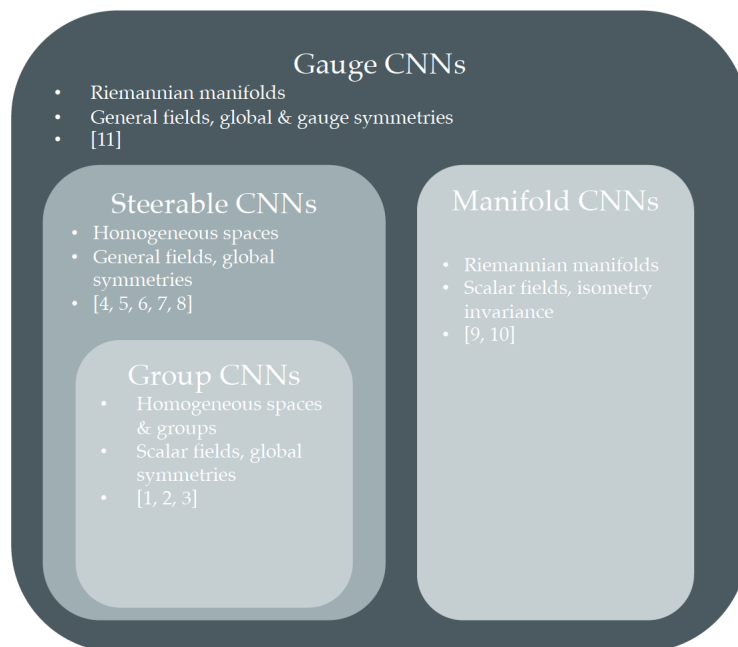 Gauge CNNs
• Riemannian manifolds
• General fields, global & gauge symmetries
• [11]
Steerable CNNs
• Homogeneous spaces
• General fields, global
symmetries
• [4, 5, 6, 7, 8]
Group CNNs
• Homogeneous spaces
& groups
• Scalar fields, global
symmetries
• [1, 2, 3]
Manifold CNNs
• Riemannian manifolds
• Scalar fields, isometry
invariance
• [9, 10]